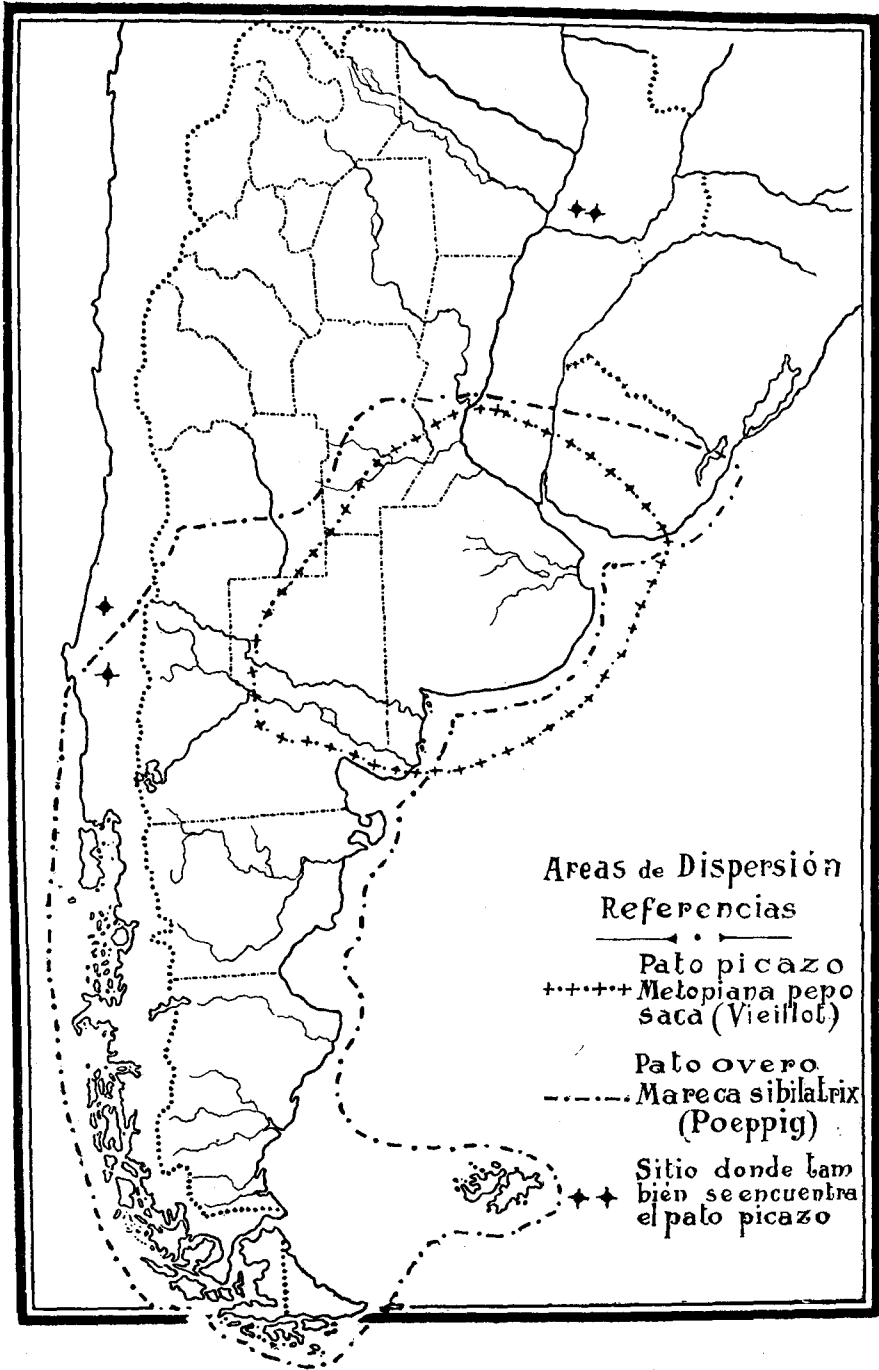 Areas de Dispersión
Referencias
Pato picazo
Metopiana pepo
saca (Vieillot)
Pato overo
Mareca sibilatrix
(Poeppig)
Sitio donde tam
bién se encuentra
el pato picazo